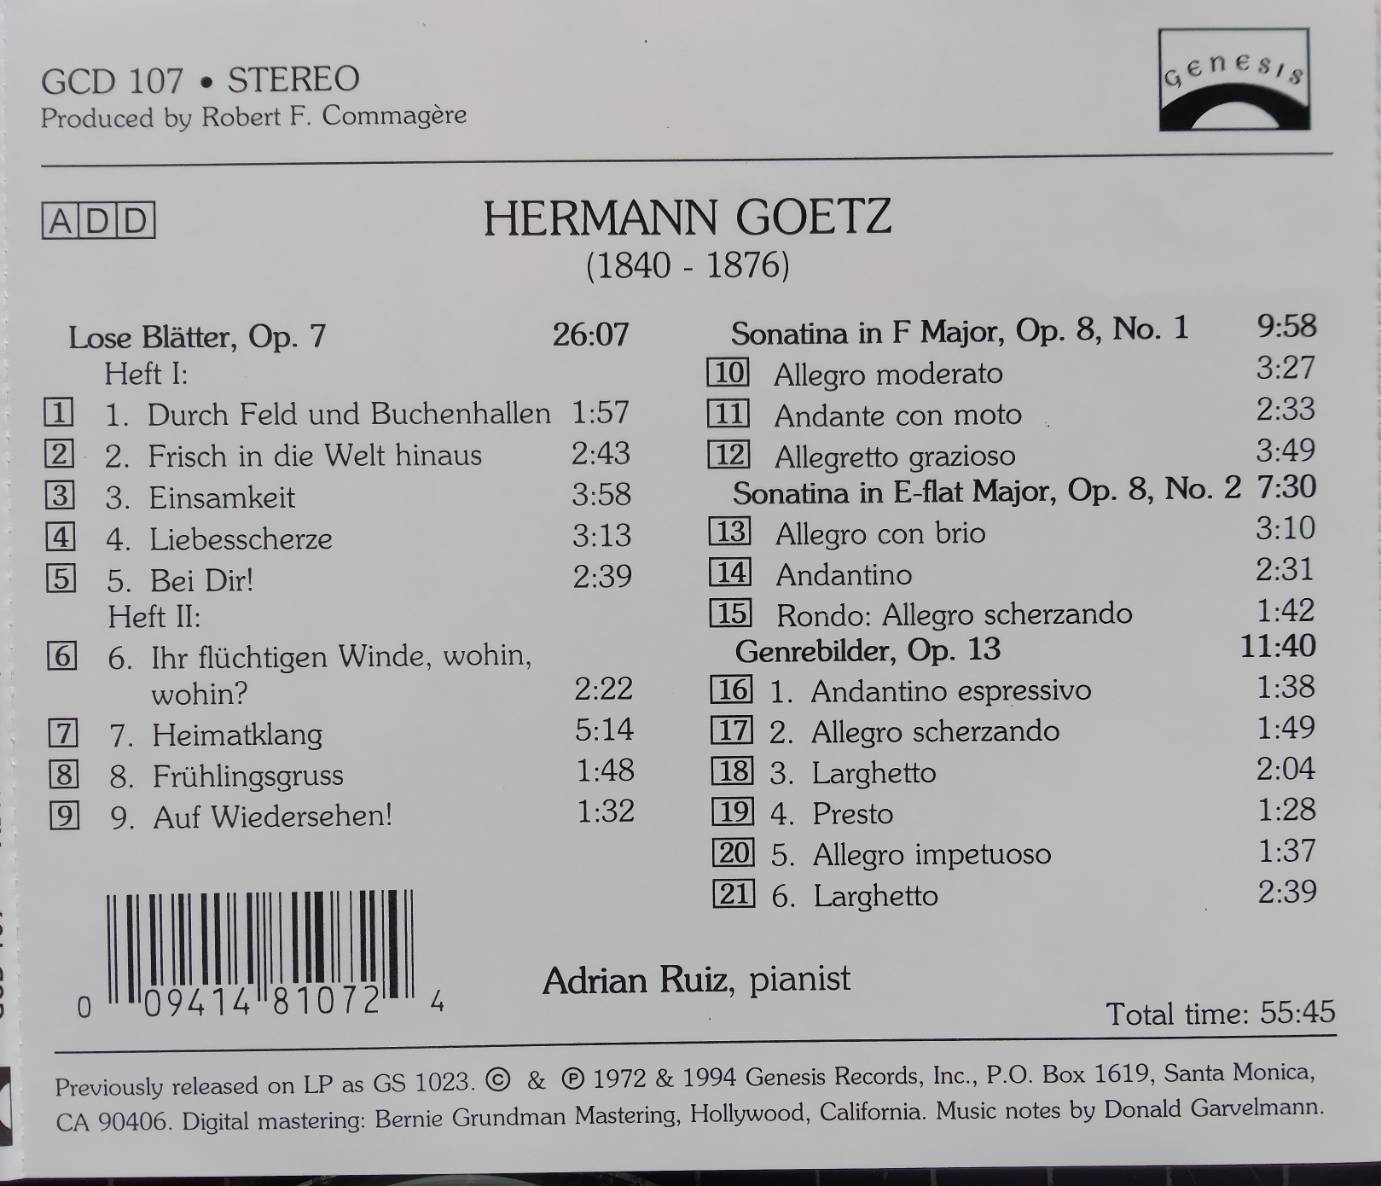 GCD 107 • STEREO
Produced by Robert F. Commagère
GENESIS
ADD
HERMANN GOETZ
(1840 - 1876)
Lose Blätter, Op. 7 26:07
Heft I:
1 1. Durch Feld und Buchenhallen 1:57
2 2. Frisch in die Welt hinaus 2:43
3 3. Einsamkeit 3:58
4 4. Liebesscherze 3:13
5 5. Bei Dir! 2:39
Heft II:
6 6. Ihr flüchtigen Winde, wohin,
wohin? 2:22
7 7. Heimatklang 5:14
8 8. Frühlingsgruss 1:48
9 9. Auf Wiedersehen! 1:32
Sonatina in F Major, Op. 8, No. 1 9:58
10 Allegro moderato 3:27
11 Andante con moto 2:33
12 Allegretto grazioso 3:49
Sonatina in E-flat Major, Op. 8, No. 2 7:30
13 Allegro con brio 3:10
14 Andantino 2:31
15 Rondo: Allegro scherzando 1:42
Genrebilder, Op. 13 11:40
16 1. Andantino espressivo 1:38
17 2. Allegro scherzando 1:49
18 3. Larghetto 2:04
19 4. Presto 1:28
20 5. Allegro impetuoso 1:37
21 6. Larghetto 2:39
0 09414 81072 4
Adrian Ruiz, pianist
Total time: 55:45
Previously released on LP as GS 1023. © & ℗ 1972 & 1994 Genesis Records, Inc., P.O. Box 1619, Santa Monica,
CA 90406. Digital mastering: Bernie Grundman Mastering, Hollywood, California. Music notes by Donald Garvelmann.